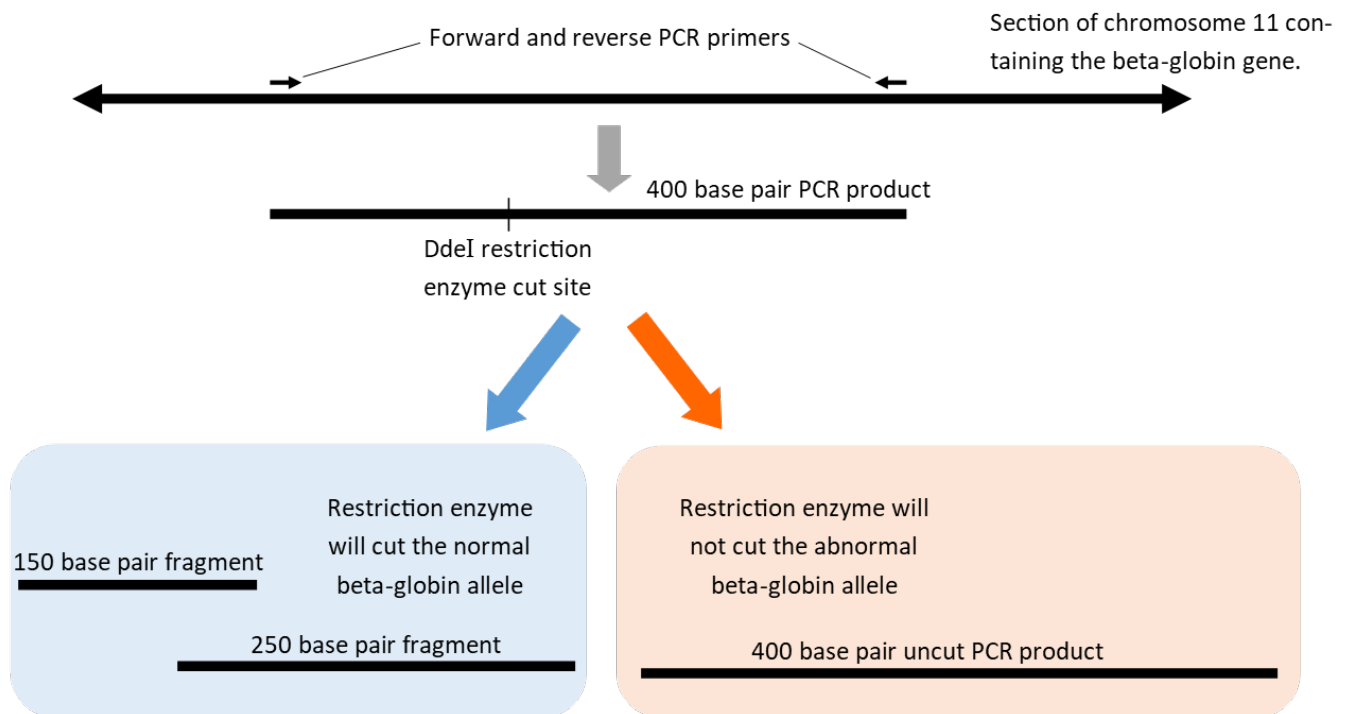 Forward and reverse PCR primers
Section of chromosome 11 con-
taining the beta-globin gene.
400 base pair PCR product
DdeI restriction
enzyme cut site
Restriction enzyme
will cut the normal
beta-globin allele
150 base pair fragment
250 base pair fragment
Restriction enzyme will
not cut the abnormal
beta-globin allele
400 base pair uncut PCR product